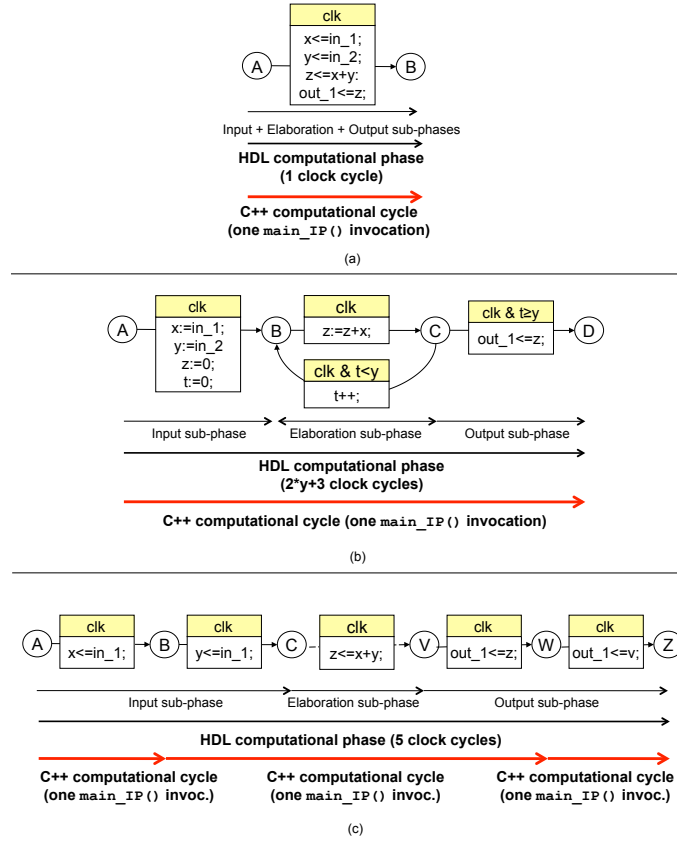 clk
x<=in_1;
y<=in_2;
z<=x+y:
out_1<=z;
A
B
Input + Elaboration + Output sub-phases
HDL computational phase
(1 clock cycle)
C++ computational cycle
(one main_IP() invocation)
(a)
clk
x:=in_1;
y:=in_2
z:=0;
t:=0;
clk
z:=z+x;
clk & t<y
t++;
clk & t≥y
out_1<=z;
A
B
C
D
Input sub-phase
Elaboration sub-phase
Output sub-phase
HDL computational phase
(2*y+3 clock cycles)
C++ computational cycle (one main_IP() invocation)
(b)
A
clk
x<=in_1;
B
clk
y<=in_1;
C
clk
z<=x+y;
V
clk
out_1<=z;
W
clk
out_1<=v;
Z
Input sub-phase
Elaboration sub-phase
Output sub-phase
HDL computational phase (5 clock cycles)
C++ computational cycle
(one main_IP() invoc.)
C++ computational cycle
(one main_IP() invoc.)
C++ computational cycle
(one main_IP() invoc.)
(c)